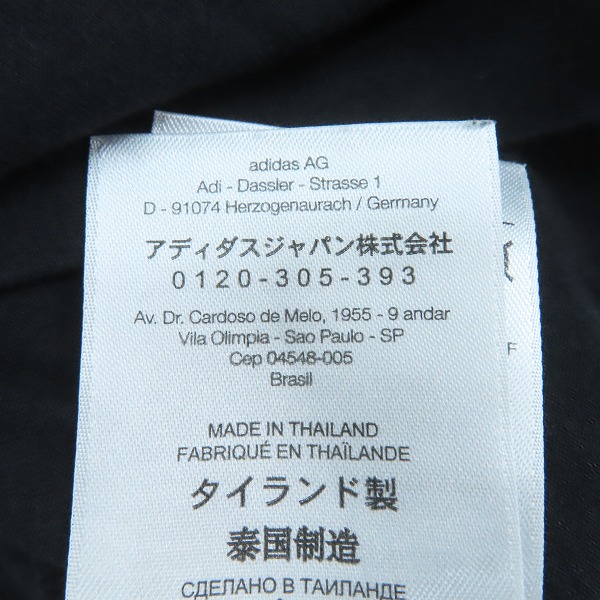 adidas AG
Adi - Dassler - Strasse 1
D - 91074 Herzogenaurach / Germany
アディダスジャパン株式会社
0120-305-393
Av. Dr. Cardoso de Melo, 1955 - 9 andar
Vila Olimpia - Sao Paulo - SP
Cep 04548-005
Brasil
MADE IN THAILAND
FABRIQUÉ EN THAÏLANDE
タイランド製
泰国制造
СДЕЛАНО В ТАИЛАНДЕ
F